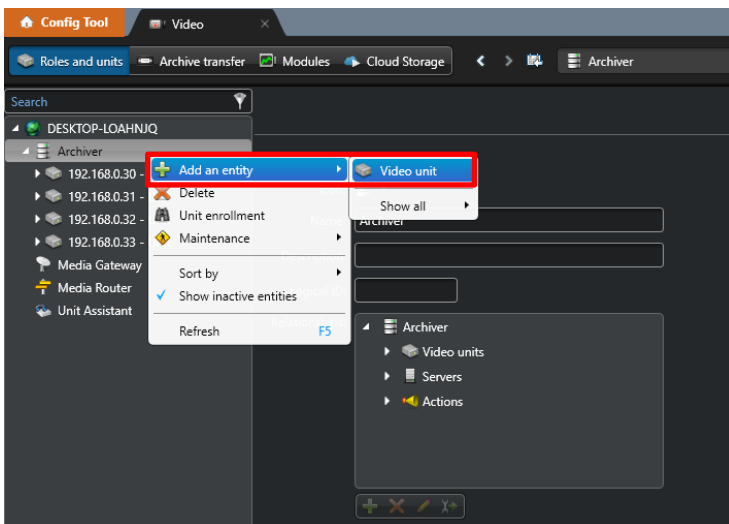 Config Tool
Video
Roles and units
Archive transfer
Modules
Cloud Storage
Archiver
Search
DESKTOP-LOAHNJQ
Archiver
192.168.0.30 -
192.168.0.31 -
192.168.0.32 -
192.168.0.33 -
Media Gateway
Media Router
Unit Assistant
Add an entity
Delete
Unit enrollment
Maintenance
Sort by
Show inactive entities
Refresh F5
Video unit
Show all
Archiver
Archiver
Video units
Servers
Actions